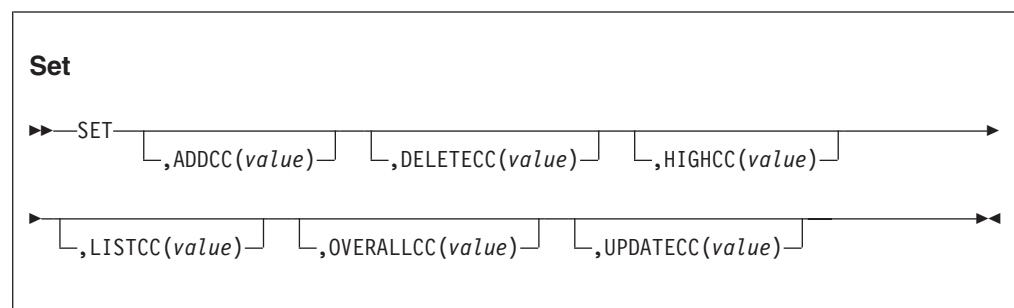 Set
SET
,ADDCC(value) ,DELETECC(value) ,HIGHCC(value)
,LISTCC(value) ,OVERALLCC(value) ,UPDATECC(value)